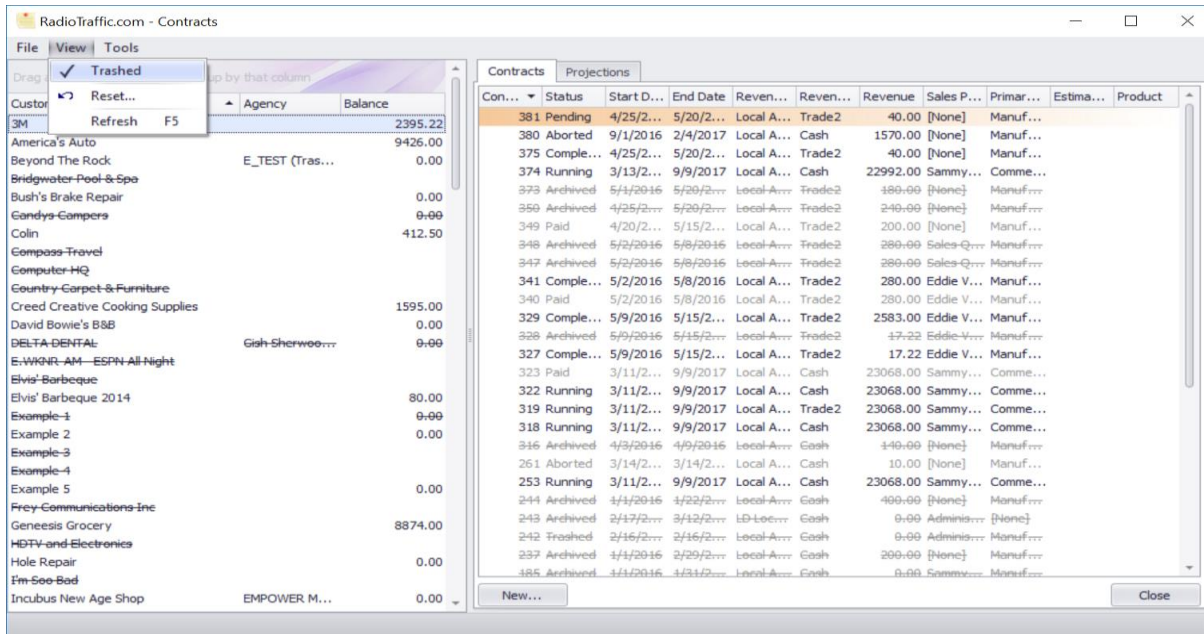 RadioTraffic.com - Contracts
File View Tools
Trashed
Reset...
Refresh F5
Drag a up by that column
Custor Agency Balance
3M 2395.22
America's Auto 9426.00
Beyond The Rock E_TEST (Tras... 0.00
Bridgwater Pool & Spa
Bush's Brake Repair 0.00
Candys Campers 0.00
Colin 412.50
Compass Travel
Computer HQ
Country Carpet & Furniture
Creed Creative Cooking Supplies 1595.00
David Bowie's B&B 0.00
DELTA DENTAL Gish Sherwoo... 0.00
E.WKNR-AM - ESPN All Night
Elvis' Barbeque
Elvis' Barbeque 2014 80.00
Example 1 0.00
Example 2 0.00
Example 3
Example 4
Example 5 0.00
Frey Communications Inc
Geneesis Grocery 8874.00
HDTV and Electronics
Hole Repair 0.00
I'm Soo Bad
Incubus New Age Shop EMPOWER M... 0.00
Contracts Projections
Con... Status Start D... End Date Reven... Reven... Revenue Sales P... Primar... Estima... Product
381 Pending 4/25/2... 5/20/2... Local A... Trade2 40.00 [None] Manuf...
380 Aborted 9/1/2016 2/4/2017 Local A... Cash 1570.00 [None] Manuf...
375 Comple... 4/25/2... 5/20/2... Local A... Trade2 40.00 [None] Manuf...
374 Running 3/13/2... 9/9/2017 Local A... Cash 22992.00 Sammy... Comme...
373 Archived 5/1/2016 5/20/2... Local A... Trade2 180.00 [None] Manuf...
350 Archived 4/25/2... 5/20/2... Local A... Trade2 240.00 [None] Manuf...
349 Paid 4/20/2... 5/15/2... Local A... Trade2 200.00 [None] Manuf...
348 Archived 5/2/2016 5/8/2016 Local A... Trade2 280.00 Sales Q... Manuf...
347 Archived 5/2/2016 5/8/2016 Local A... Trade2 280.00 Sales Q... Manuf...
341 Comple... 5/2/2016 5/8/2016 Local A... Trade2 280.00 Eddie V... Manuf...
340 Paid 5/2/2016 5/8/2016 Local A... Trade2 280.00 Eddie V... Manuf...
329 Comple... 5/9/2016 5/15/2... Local A... Trade2 2583.00 Eddie V... Manuf...
328 Archived 5/9/2016 5/15/2... Local A... Trade2 17.22 Eddie V... Manuf...
327 Comple... 5/9/2016 5/15/2... Local A... Trade2 17.22 Eddie V... Manuf...
323 Paid 3/11/2... 9/9/2017 Local A... Cash 23068.00 Sammy... Comme...
322 Running 3/11/2... 9/9/2017 Local A... Cash 23068.00 Sammy... Comme...
319 Running 3/11/2... 9/9/2017 Local A... Trade2 23068.00 Sammy... Comme...
318 Running 3/11/2... 9/9/2017 Local A... Cash 23068.00 Sammy... Comme...
316 Archived 4/3/2016 4/9/2016 Local A... Cash 140.00 [None] Manuf...
261 Aborted 3/14/2... 3/14/2... Local A... Cash 10.00 [None] Manuf...
253 Running 3/11/2... 9/9/2017 Local A... Cash 23068.00 Sammy... Comme...
244 Archived 1/1/2016 1/22/2... Local A... Cash 400.00 [None] Manuf...
243 Archived 2/17/2... 3/12/2... LD Loc... Cash 0.00 Adminis... [None]
242 Trashed 2/16/2... 2/16/2... Local A... Cash 0.00 Adminis... Manuf...
237 Archived 1/1/2016 2/29/2... Local A... Cash 200.00 [None] Manuf...
185 Archived 1/1/2016 1/31/2... Local A... Cash 0.00 Sammy... Manuf...
New... Close